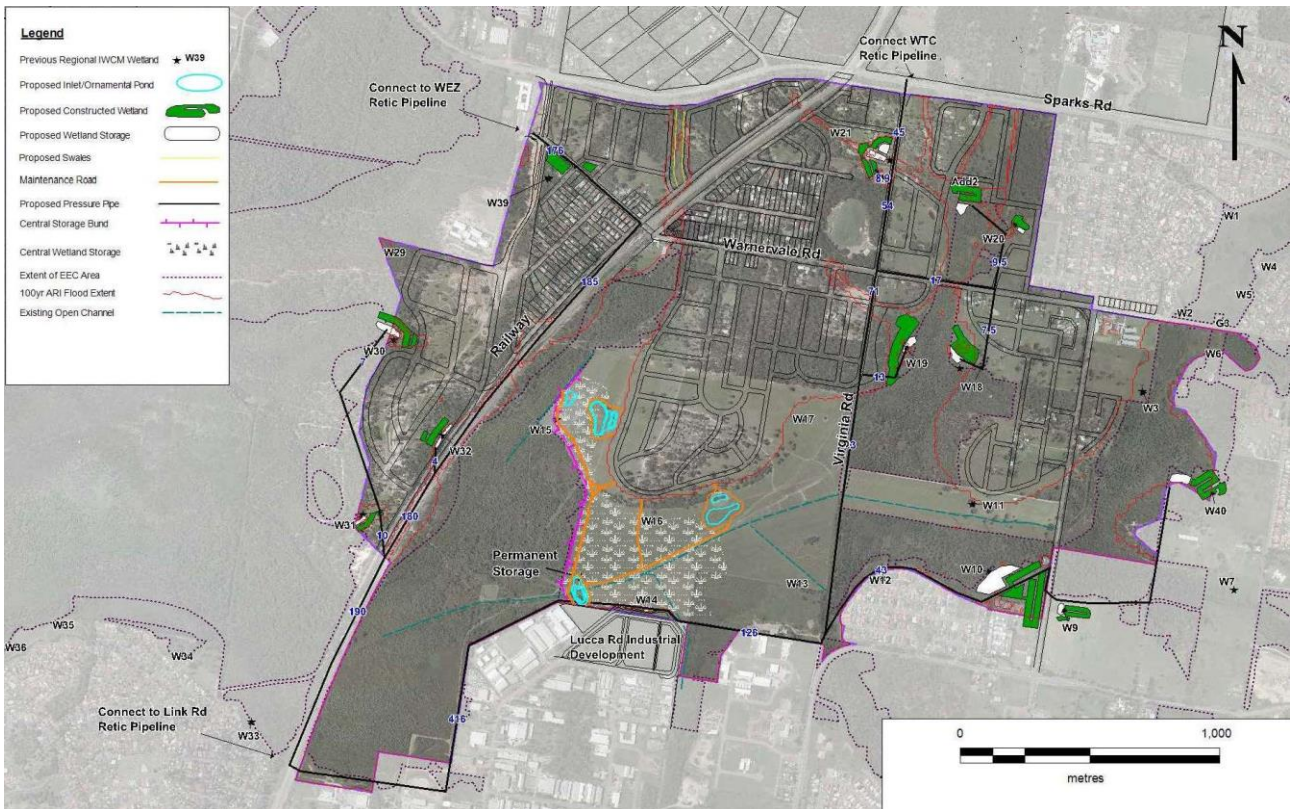 Legend
Previous Regional IWCM Wetland
W39
Proposed Inlet/Ornamental Pond
Proposed Constructed Wetland
Proposed Wetland Storage
Proposed Swales
Maintenance Road
Proposed Pressure Pipe
Central Storage Bund
Central Wetland Storage
Extent of EEC Area
100yr ARI Flood Extent
Existing Open Channel
Connect WTC
Retic Pipeline
N
Connect to WEZ
Retic Pipeline
Sparks Rd
W21
45
176
8.9
W39
Add2
54
W1
W20
Warnervale Rd
W29
W4
9.5
185
17
71
W5
W2
W30
Railway
7.5
W6
W19
W18
13
W3
W15
W17
Virginia Rd
W32
4
W40
W11
W31
180
W16
10
Permanent
Storage
W10
43
W12
W13
W7
W14
190
W9
W35
126
W36
W34
Lucca Rd Industrial
Development
Connect to Link Rd
Retic Pipeline
416
W33
0
1,000
metres